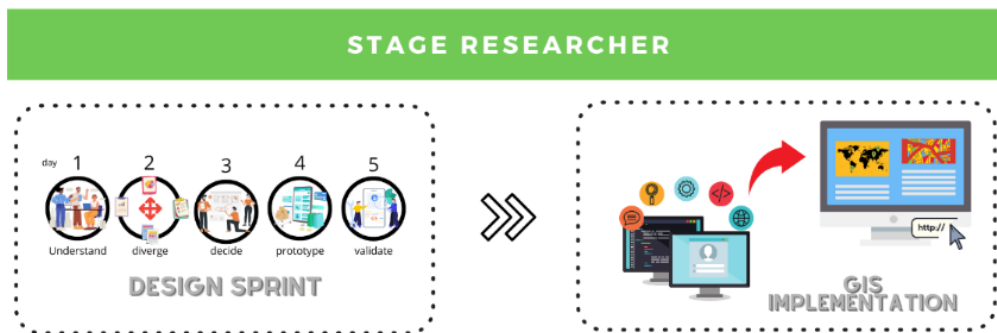 STAGE RESEARCHER
day 1 2 3 4 5
Understand diverge decide prototype validate
DESIGN SPRINT
http://
GIS
IMPLEMENTATION